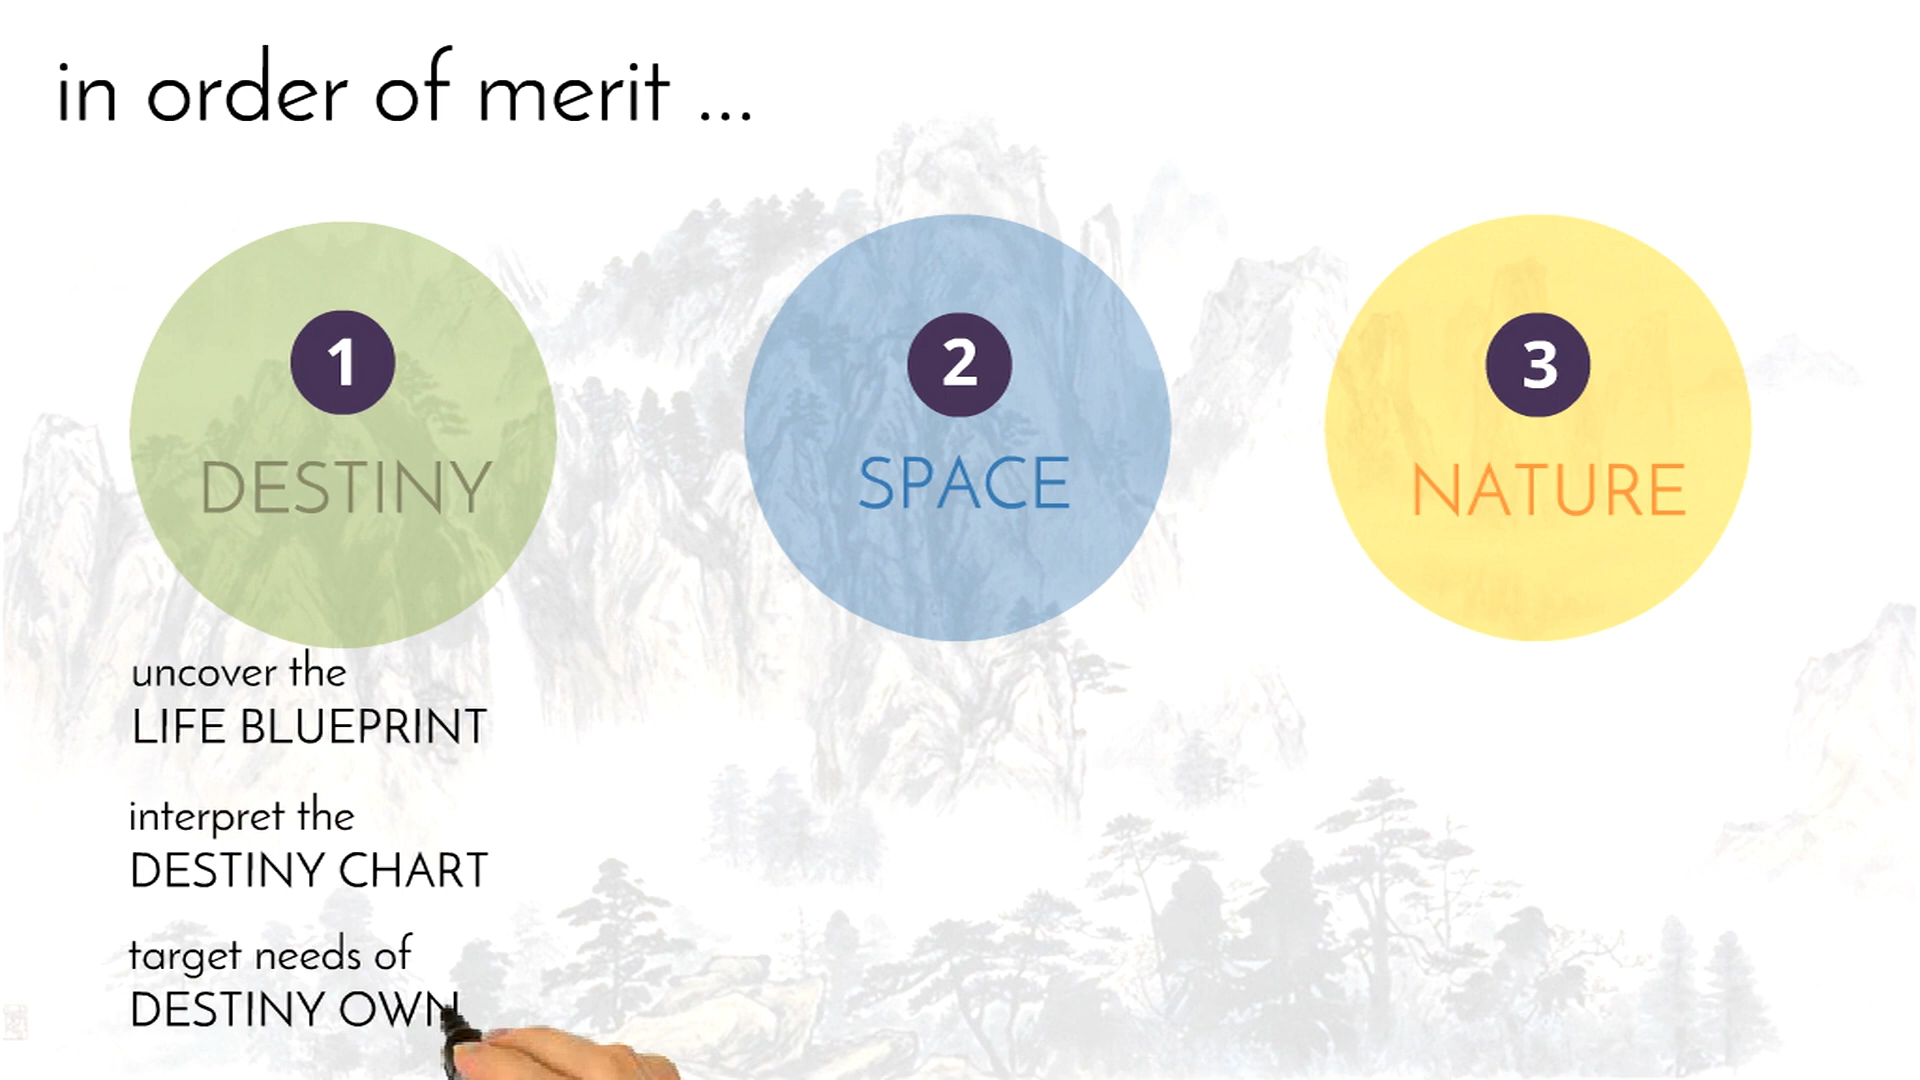 in order of merit ...
1
DESTINY
2
SPACE
3
NATURE
uncover the
LIFE BLUEPRINT
interpret the
DESTINY CHART
target needs of
DESTINY OWN